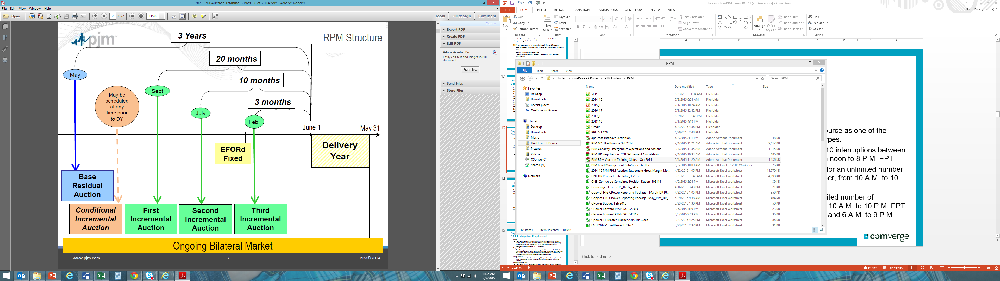 PJM RPM Auction Training Slides - Oct 2014.pdf - Adobe Reader
File Edit View Window Help
Open
2 / 72
115%
Tools
Fill & Sign
Comment
Sign In
Export PDF
Create PDF
Edit PDF
Adobe Acrobat Pro
Easily edit text and images in PDF
documents
Start Now
Send Files
Store Files
pjm™
RPM Structure
3 Years
20 months
10 months
3 months
May
May be
scheduled
at any
time prior
to DY
Sept
July
Feb.
June 1
May 31
EFORd
Fixed
Delivery
Year
Base
Residual
Auction
Conditional
Incremental
Auction
First
Incremental
Auction
Second
Incremental
Auction
Third
Incremental
Auction
Ongoing Bilateral Market
www.pjm.com
2
PJM©2014
11:35 AM
7/2/2015
trainingslidesPJMcurrent103113 (2) [Read-Only] - PowerPoint
Dann Price (CPower)
FILE HOME INSERT DESIGN TRANSITIONS ANIMATIONS SLIDE SHOW REVIEW VIEW
Paste
Cut
Copy
Format Painter
Clipboard
New
Slide
Layout
Reset
Section
Slides
20
Font
Text Direction
Align Text
Convert to SmartArt
Paragraph
Arrange
Quick
Styles
Shape Fill
Shape Outline
Shape Effects
Drawing
Find
Replace
Select
Editing
12
13
14
15
CSP Participation Requirements
RPM
File Home Share View
This PC OneDrive - CPower PJM Folders RPM
Search RPM
Favorites
Desktop
Downloads
Recent places
OneDrive - CPower
This PC
Desktop
Downloads
Music
OneDrive - CPower
Pictures
Videos
OSDrive (C:)
Shared (S:)
Network
Name Date modified Type Size
5CP 6/23/2015 11:04 AM File folder
2014_15 7/2/2015 9:24 AM File folder
2015_16 7/1/2015 10:24 AM File folder
2016_17 7/1/2015 12:42 PM File folder
2017_18 6/29/2015 12:42 PM File folder
2018_19 7/1/2015 4:18 PM File folder
Credit 6/23/2015 4:36 PM File folder
PPL Act 129 6/29/2015 2:48 PM File folder
aps-east-interface-definition 6/8/2015 2:31 PM Adobe Acrobat Document 248 KB
PJM 101 The Basics - Oct 2014 2/4/2015 11:21 AM Adobe Acrobat Document 9,612 KB
PJM Capacity Emergencies Operations and Actions 2/4/2015 11:35 AM Adobe Acrobat Document 1,915 KB
PJM DR Registration CNE Settlement Calculations 2/4/2015 10:34 AM Adobe Acrobat Document 186 KB
PJM RPM Auction Training Slides - Oct 2014 2/4/2015 11:20 AM Adobe Acrobat Document 1,136 KB
PJM Load Management SubZones_060115 6/2/2015 10:00 AM Microsoft Excel 97-2003 Worksheet 76 KB
2014-15 PJM RPM Auction Settlement Gross Margin Mo... 4/22/2015 1:05 PM Microsoft Excel Worksheet 11,770 KB
CNE DR Product Calculator_062512 3/31/2015 10:49 AM Microsoft Excel Worksheet 4,198 KB
CNE_Comverge Combined Position Report_102114 4/6/2015 3:04 PM Microsoft Excel Worksheet 39 KB
Comverge EERs for 15_16 DY_041515 4/16/2015 3:43 PM Microsoft Excel Worksheet 21 KB
Copy of HIG CPower Reporting Package - March_DP PJ... 4/22/2015 1:05 PM Microsoft Excel Worksheet 359 KB
Copy of HIG CPower Reporting Package -May_PJM_DP_... 6/29/2015 9:38 AM Microsoft Excel Worksheet 464 KB
CPower Budget_Feb 2015 3/23/2015 1:30 PM Microsoft Excel Worksheet 50 KB
CPower Forward PJM CSO_020515 2/5/2015 4:19 PM Microsoft Excel Worksheet 23 KB
CPower Forward PJM CSO_040115 4/6/2015 2:53 PM Microsoft Excel Worksheet 35 KB
Cpower_EE Master Tracker 2015_DP Glaxo 3/27/2015 4:25 PM Microsoft Excel Worksheet 286 KB
EGTI 2014-15 settlement_032615 3/23/2015 2:37 PM Microsoft Excel Worksheet 31 KB
63 items 1 item selected 1.10 MB
ource as one of the
ypes:
10 interruptions between
noon to 8 P.M. EPT
for an unlimited number
er, from 10 A.M. to 10
ited number of
10 A.M. to 10 P.M. EPT
and 6 A.M. to 9 P.M.
comverge
Click to add notes
SLIDE 13 OF 33
NOTES
COMMENTS
106%